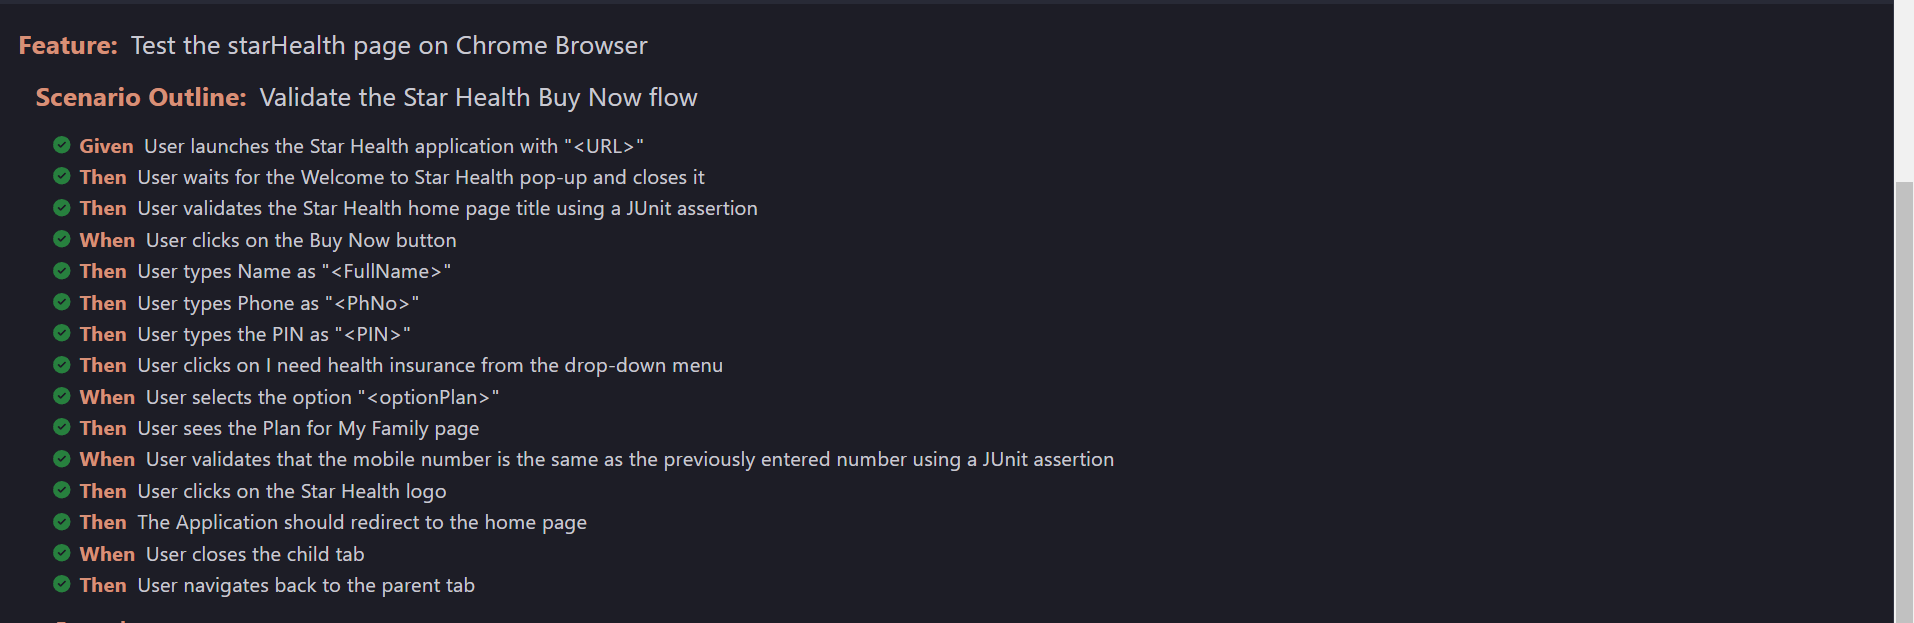 Feature: Test the starHealth page on Chrome Browser
Scenario Outline: Validate the Star Health Buy Now flow
Given User launches the Star Health application with "<URL>"
Then User waits for the Welcome to Star Health pop-up and closes it
Then User validates the Star Health home page title using a JUnit assertion
When User clicks on the Buy Now button
Then User types Name as "<FullName>"
Then User types Phone as "<PhNo>"
Then User types the PIN as "<PIN>"
Then User clicks on I need health insurance from the drop-down menu
When User selects the option "<optionPlan>"
Then User sees the Plan for My Family page
When User validates that the mobile number is the same as the previously entered number using a JUnit assertion
Then User clicks on the Star Health logo
Then The Application should redirect to the home page
When User closes the child tab
Then User navigates back to the parent tab